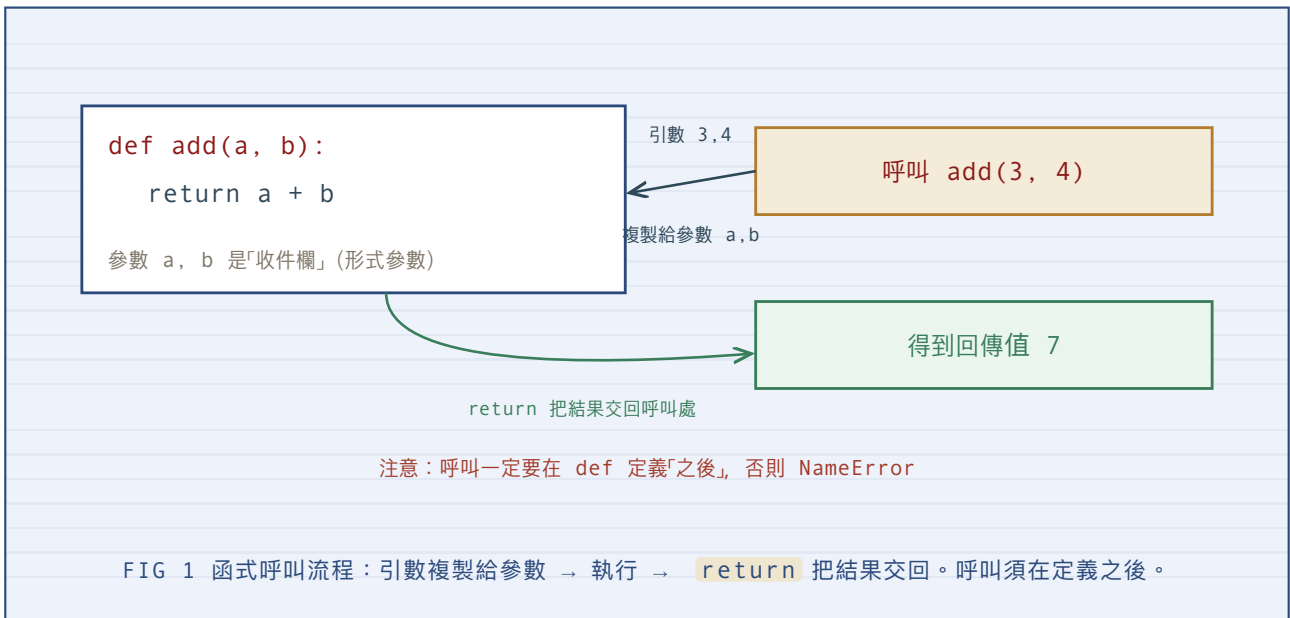 def add(a, b):
return a + b
參數 a, b 是「收件欄」(形式參數)
引數 3,4
呼叫 add(3, 4)
複製給參數 a,b
得到回傳值 7
return 把結果交回呼叫處
注意：呼叫一定要在 def 定義「之後」，否則 NameError
FIG 1 函式呼叫流程：引數複製給參數 → 執行 → return 把結果交回。呼叫須在定義之後。